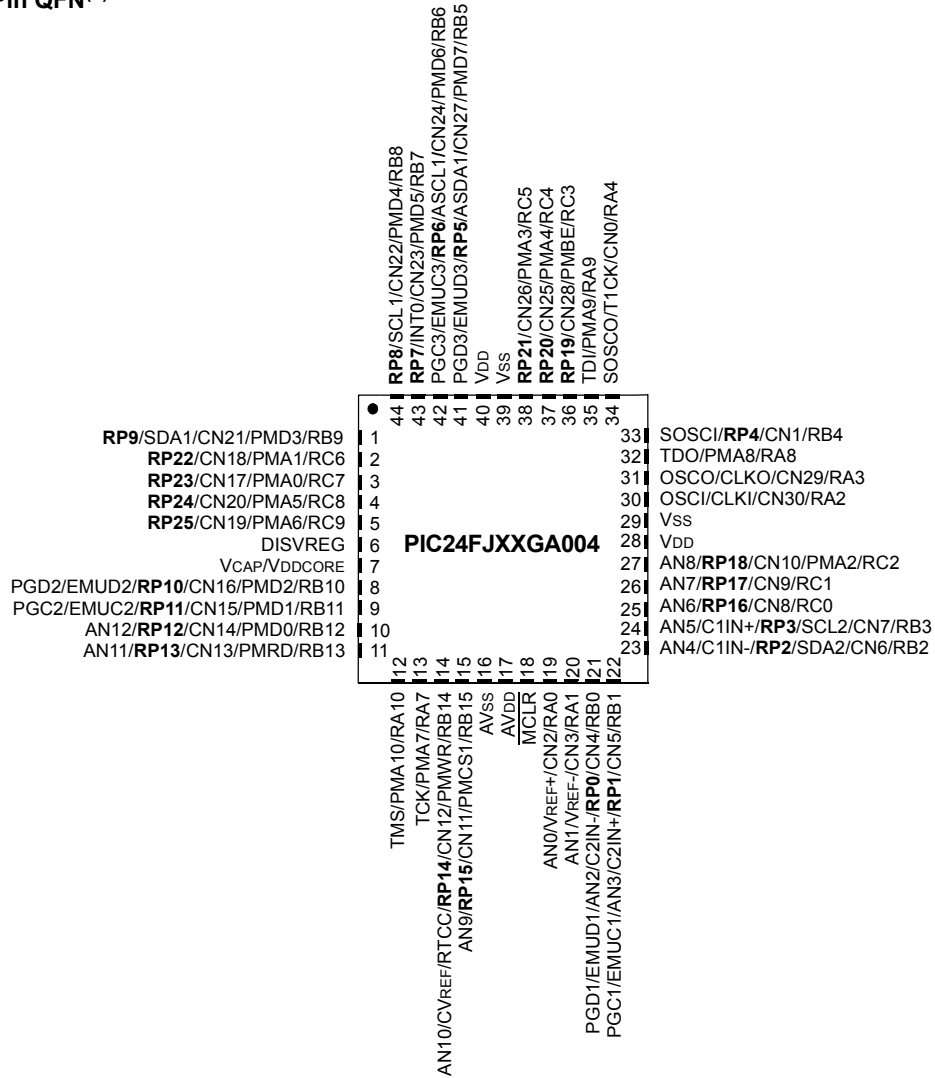 RP8/SCL1/CN22/PMD4/RB8
RP7/INT0/CN23/PMD5/RB7
PGC3/EMUC3/RP6/ASCL1/CN24/PMD6/RB6
PGD3/EMUD3/RP5/ASDA1/CN27/PMD7/RB5
VDD
VSS
RP21/CN26/PMA3/RC5
RP20/CN25/PMA4/RC4
RP19/CN28/PMBE/RC3
TDI/PMA9/RA9
SOSCO/T1CK/CN0/RA4
44 43 42 41 40 39 38 37 36 35 34
RP9/SDA1/CN21/PMD3/RB9 1
RP22/CN18/PMA1/RC6 2
RP23/CN17/PMA0/RC7 3
RP24/CN20/PMA5/RC8 4
RP25/CN19/PMA6/RC9 5
DISVREG 6
VCAP/VDDCORE 7
PGD2/EMUD2/RP10/CN16/PMD2/RB10 8
PGC2/EMUC2/RP11/CN15/PMD1/RB11 9
AN12/RP12/CN14/PMD0/RB12 10
AN11/RP13/CN13/PMRD/RB13 11
PIC24FJXXGA004
33 SOSCI/RP4/CN1/RB4
32 TDO/PMA8/RA8
31 OSCO/CLKO/CN29/RA3
30 OSCI/CLKI/CN30/RA2
29 VSS
28 VDD
27 AN8/RP18/CN10/PMA2/RC2
26 AN7/RP17/CN9/RC1
25 AN6/RP16/CN8/RC0
24 AN5/C1IN+/RP3/SCL2/CN7/RB3
23 AN4/C1IN-/RP2/SDA2/CN6/RB2
12 13 14 15 16 17 18 19 20 21 22
TMS/PMA10/RA10
TCK/PMA7/RA7
AN10/CVREF/RTCC/RP14/CN12/PMWR/RB14
AN9/RP15/CN11/PMCS1/RB15
AVSS
AVDD
MCLR
AN0/VREF+/CN2/RA0
AN1/VREF-/CN3/RA1
PGD1/EMUD1/AN2/C2IN-/RP0/CN4/RB0
PGC1/EMUC1/AN3/C2IN+/RP1/CN5/RB1